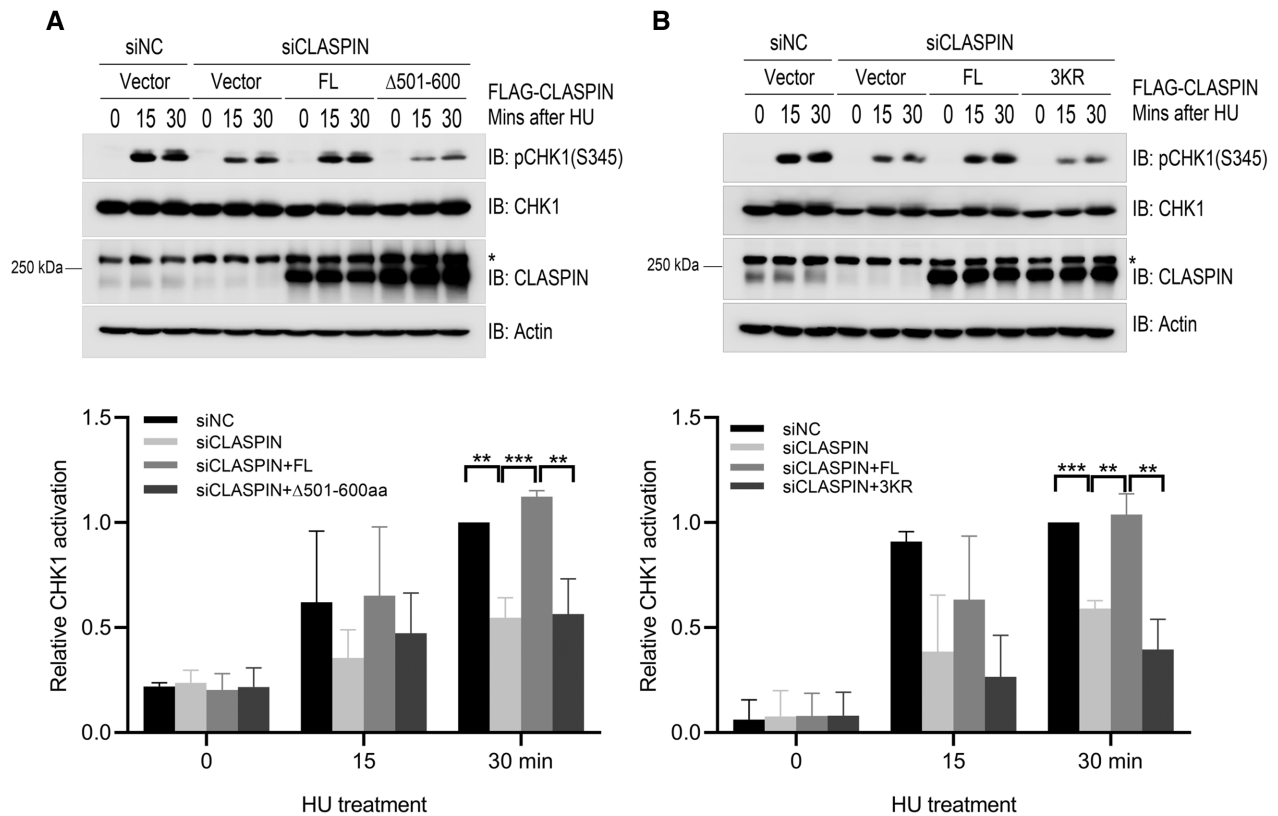 A
siNC siCLASPIN
Vector Vector FL Δ501-600 FLAG-CLASPIN
0 15 30 0 15 30 0 15 30 0 15 30 Mins after HU
IB: pCHK1(S345)
IB: CHK1
*
250 kDa
IB: CLASPIN
IB: Actin
1.5
1.0
0.5
0.0
Relative CHK1 activation
siNC
siCLASPIN
siCLASPIN+FL
siCLASPIN+Δ501-600aa
** *** **
0 15 30 min
HU treatment
B
siNC siCLASPIN
Vector Vector FL 3KR FLAG-CLASPIN
0 15 30 0 15 30 0 15 30 0 15 30 Mins after HU
IB: pCHK1(S345)
IB: CHK1
*
250 kDa
IB: CLASPIN
IB: Actin
1.5
1.0
0.5
0.0
Relative CHK1 activation
siNC
siCLASPIN
siCLASPIN+FL
siCLASPIN+3KR
*** ** **
0 15 30 min
HU treatment